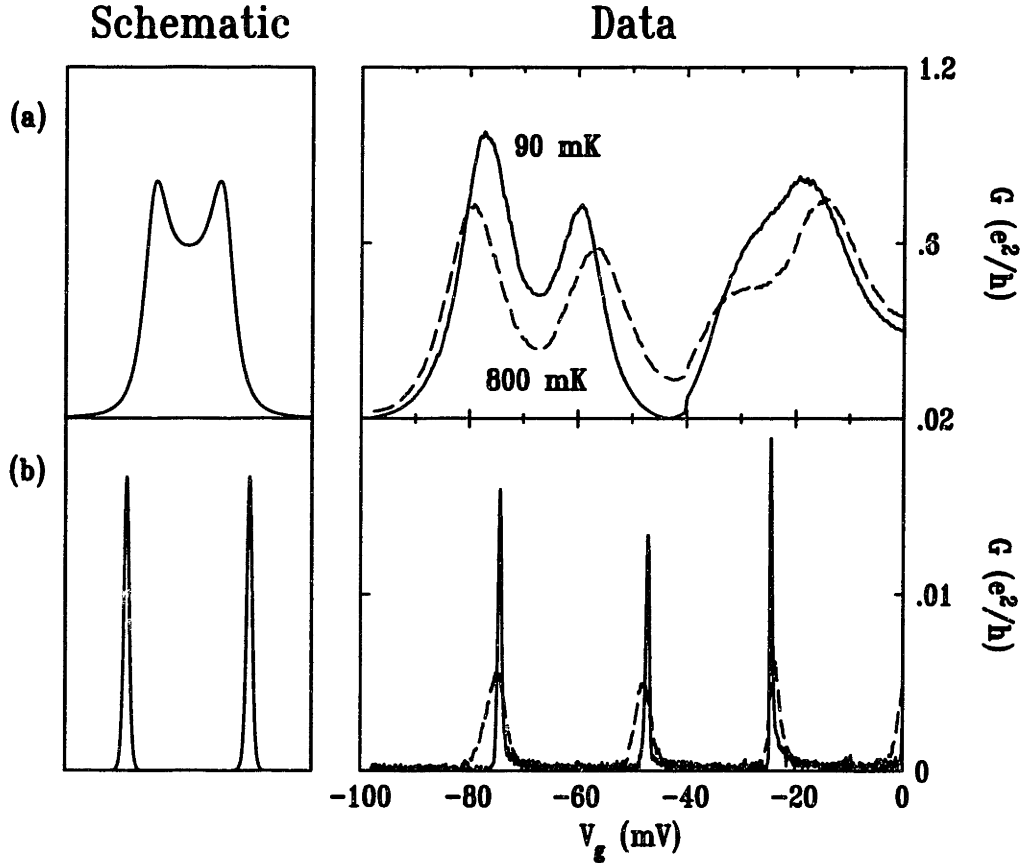 Schematic
Data
(a)
90 mK
800 mK
1.2
.6
.02
G (e²/h)
(b)
.01
0
G (e²/h)
-100 -80 -60 -40 -20 0
V_g (mV)